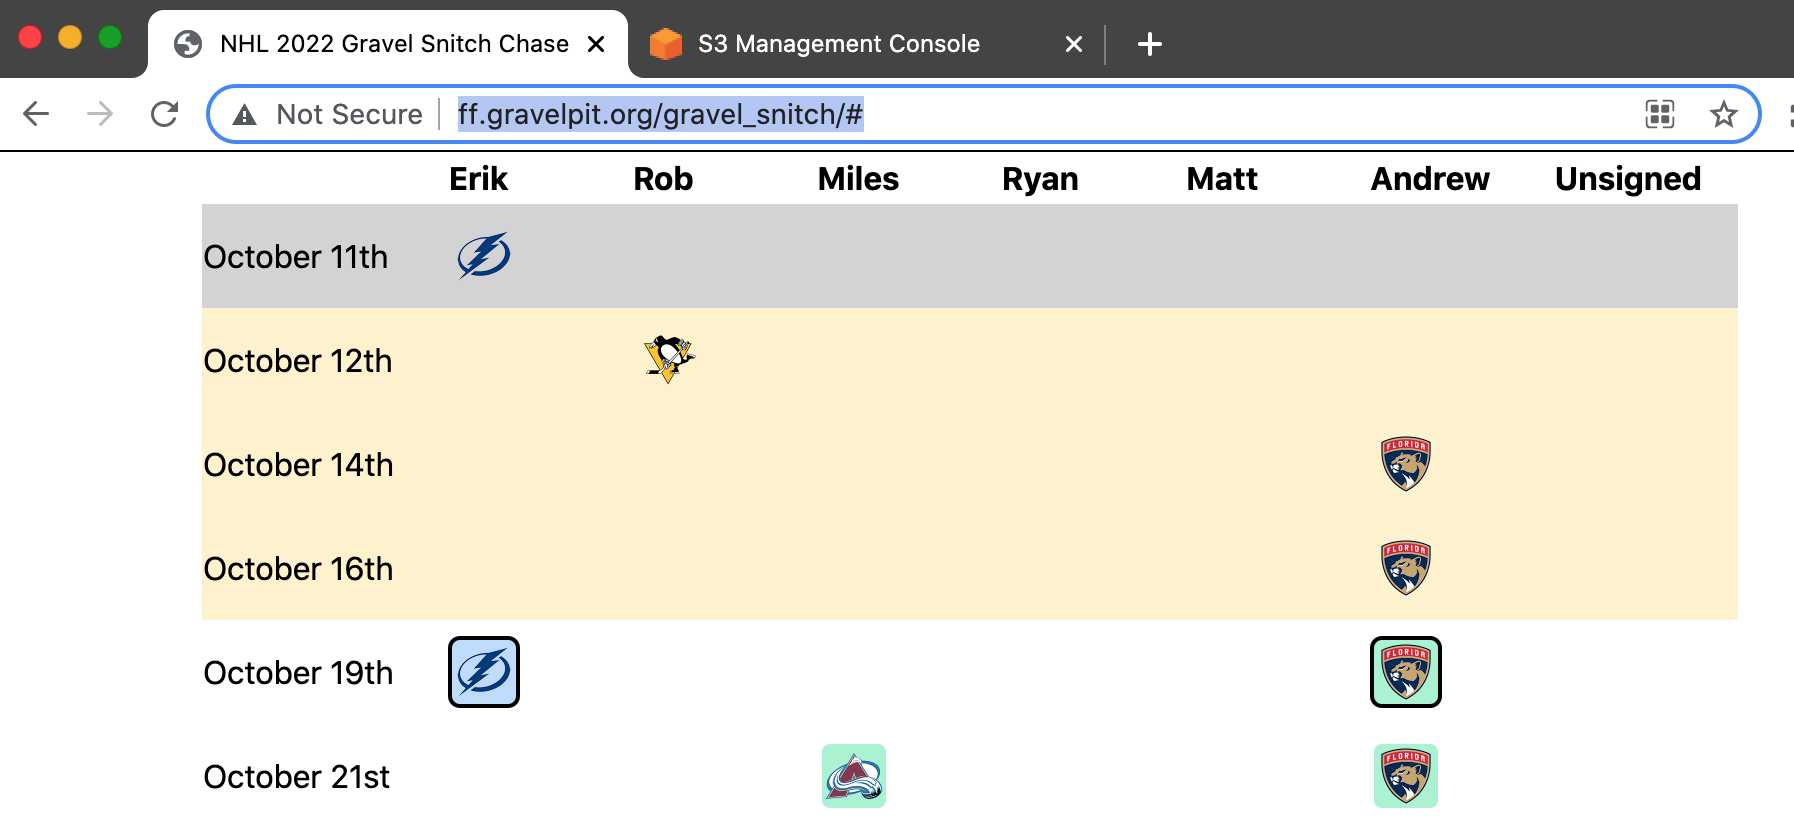 NHL 2022 Gravel Snitch Chase S3 Management Console
Not Secure ff.gravelpit.org/gravel_snitch/#
Erik Rob Miles Ryan Matt Andrew Unsigned
October 11th
October 12th
October 14th
FLORIDA
October 16th
FLORIDA
October 19th
FLORIDA
October 21st
FLORIDA